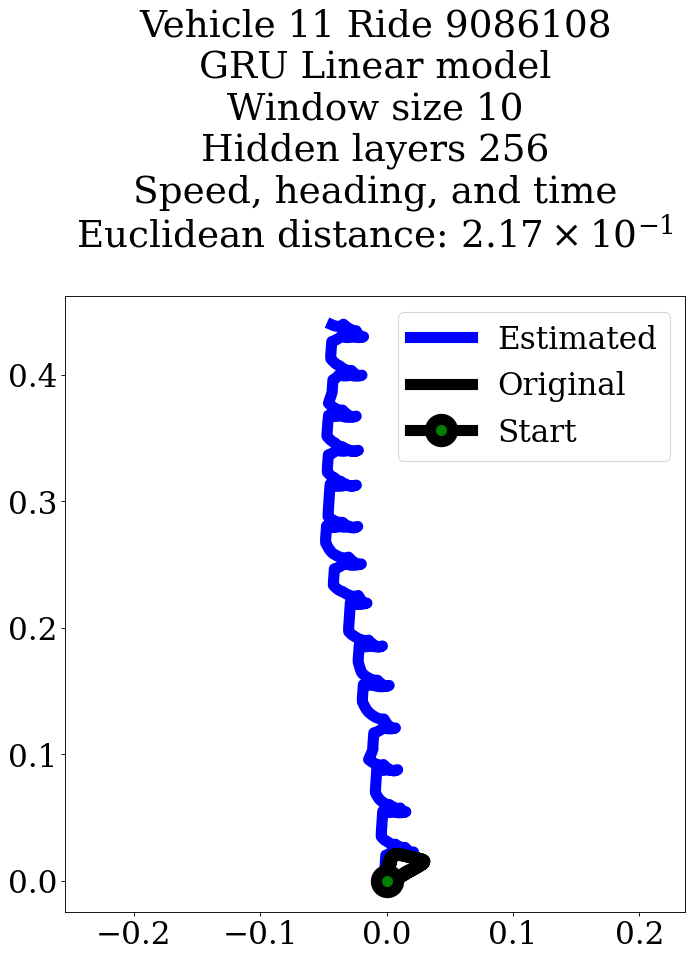 Vehicle 11 Ride 9086108
GRU Linear model
Window size 10
Hidden layers 256
Speed, heading, and time
Euclidean distance: 2.17 × 10⁻¹
Estimated
Original
Start
0.4
0.3
0.2
0.1
0.0
−0.2 −0.1 0.0 0.1 0.2